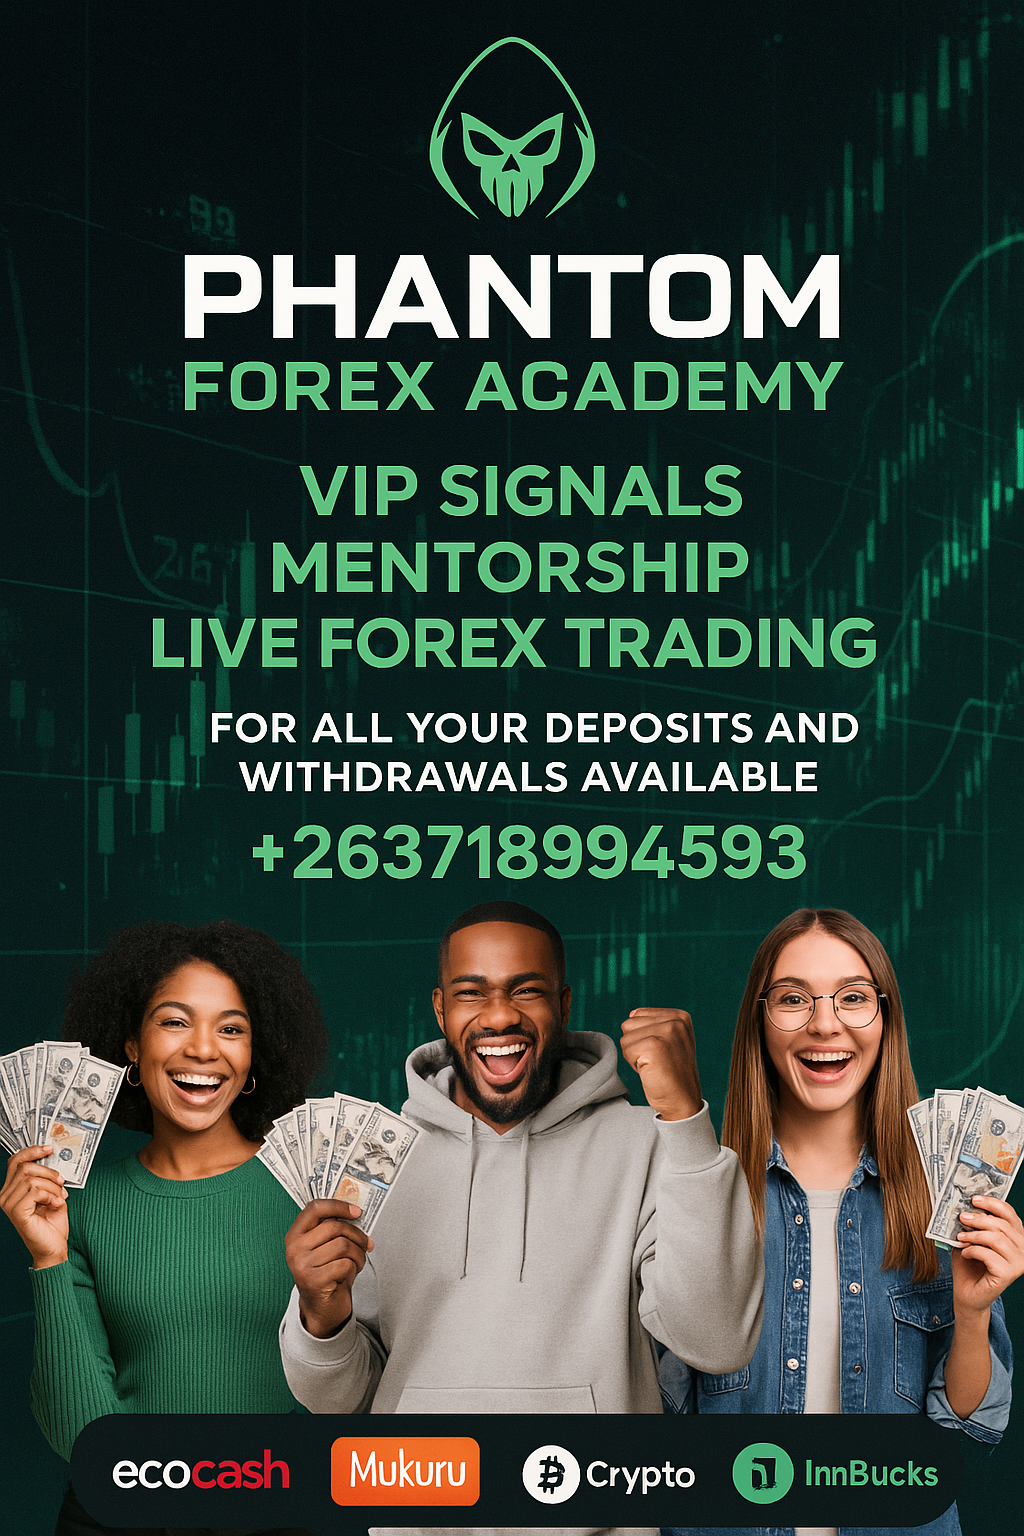 PHANTOM
FOREX ACADEMY
VIP SIGNALS
MENTORSHIP
LIVE FOREX TRADING
FOR ALL YOUR DEPOSITS AND
WITHDRAWALS AVAILABLE
+263718994593
ecocash Mukuru Crypto InnBucks